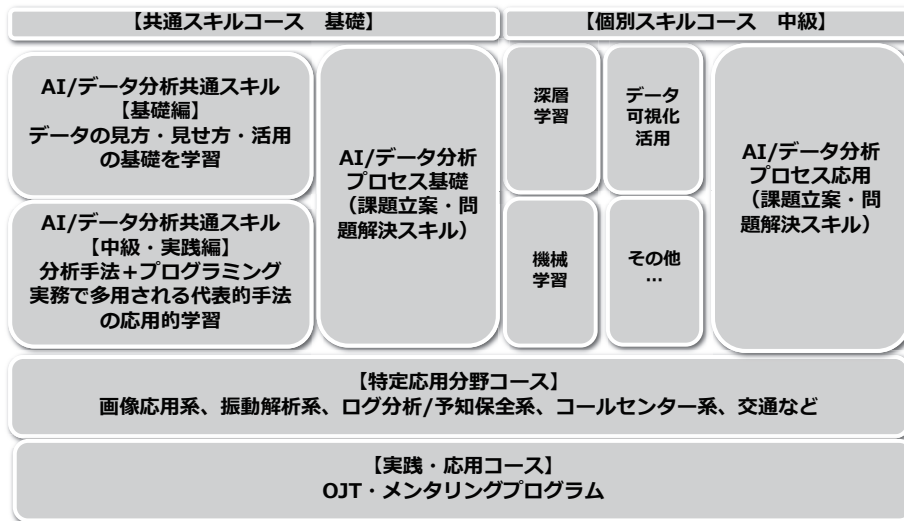 【共通スキルコース　基礎】
【個別スキルコース　中級】
AI/データ分析共通スキル
【基礎編】
データの見方・見せ方・活用
の基礎を学習
AI/データ分析共通スキル
【中級・実践編】
分析手法+プログラミング
実務で多用される代表的手法
の応用的学習
AI/データ分析
プロセス基礎
（課題立案・問
題解決スキル）
深層
学習
データ
可視化
活用
機械
学習
その他
…
AI/データ分析
プロセス応用
（課題立案・問
題解決スキル）
【特定応用分野コース】
画像応用系、振動解析系、ログ分析/予知保全系、コールセンター系、交通など
【実践・応用コース】
OJT・メンタリングプログラム